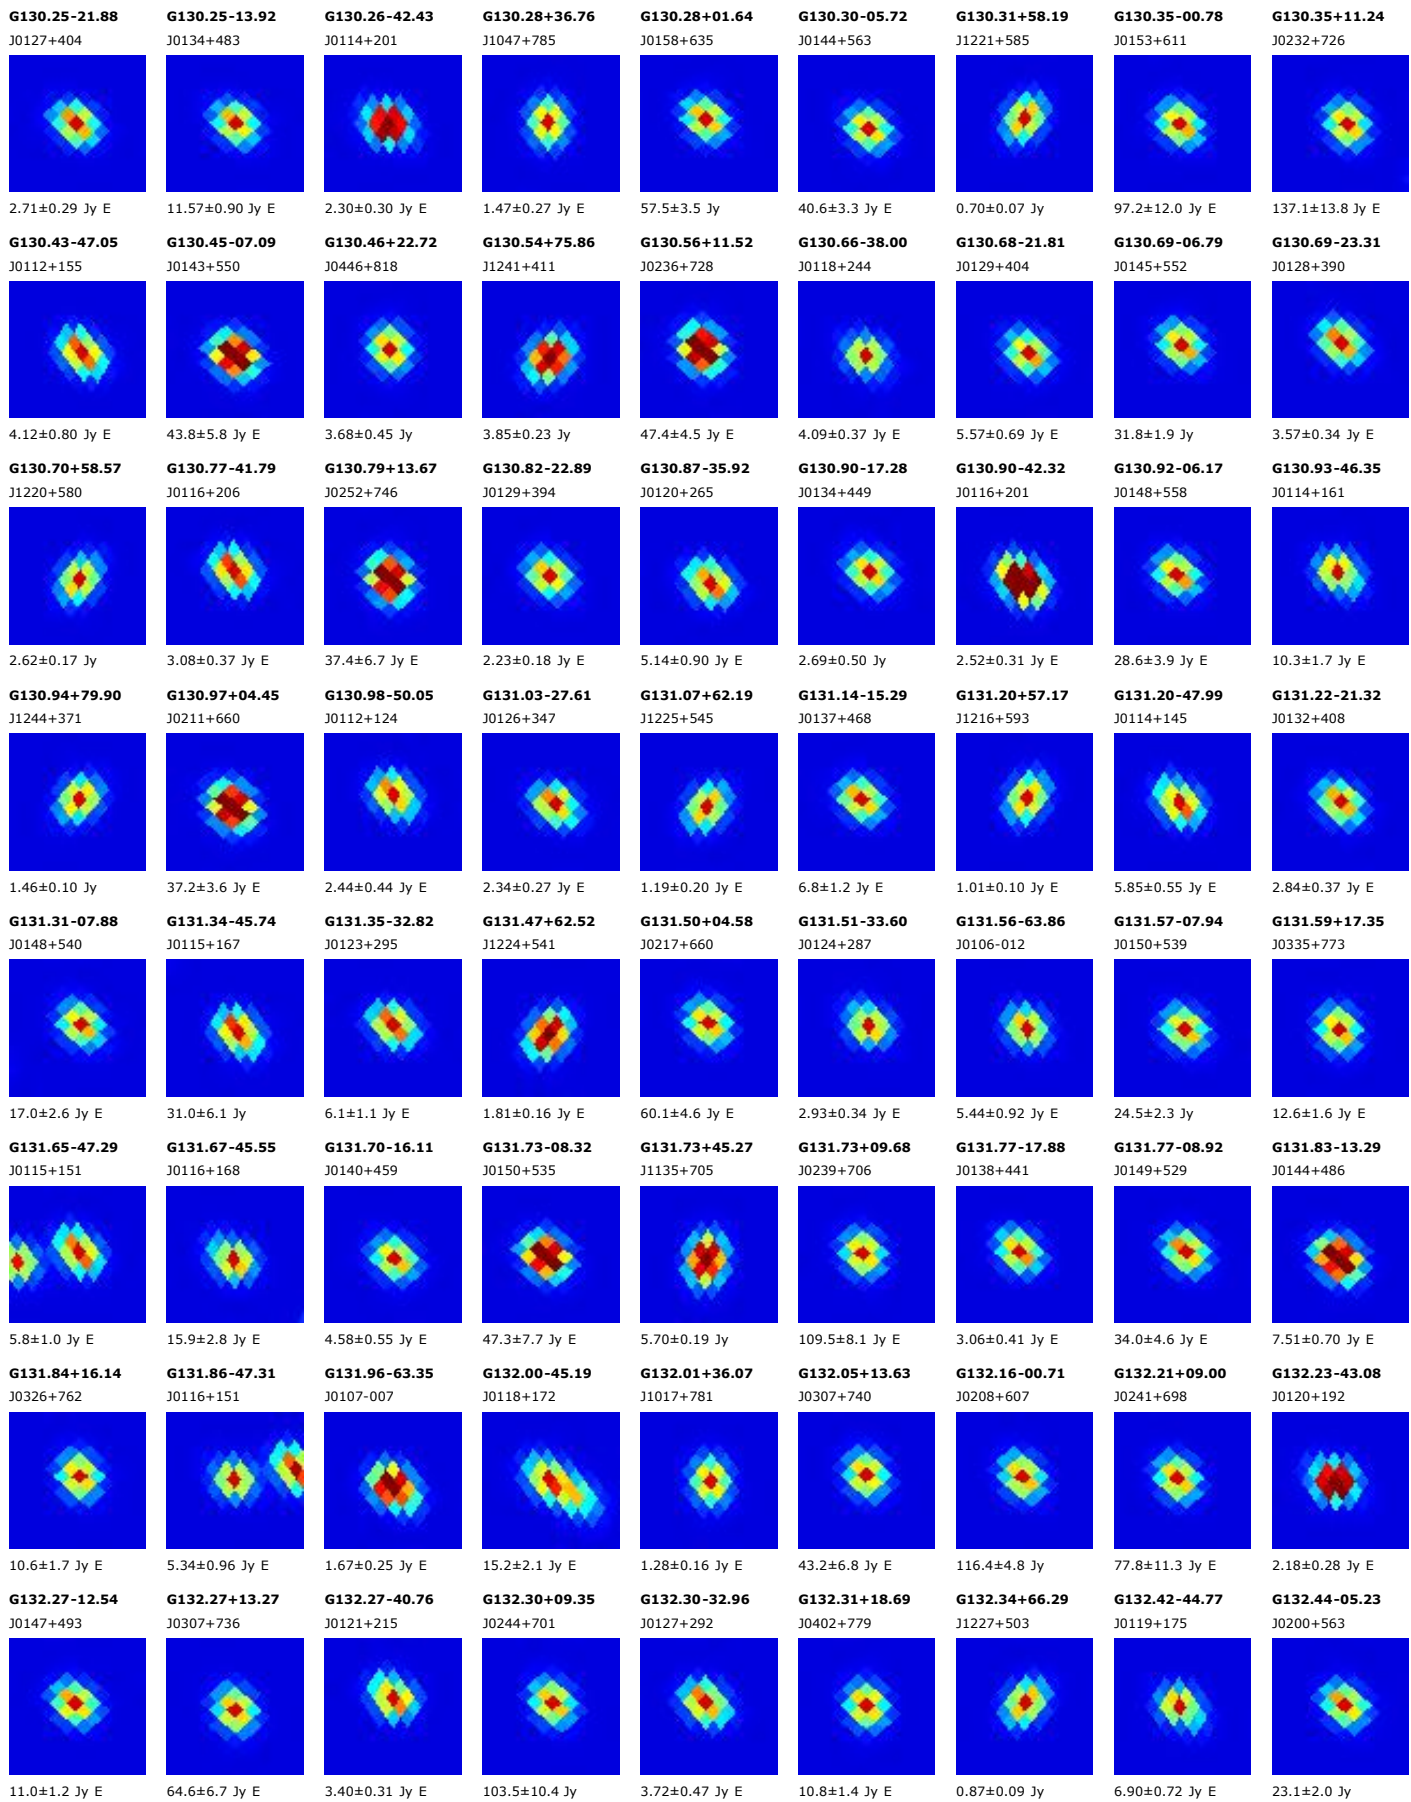 G130.25-21.88 G130.25-13.92 G130.26-42.43 G130.28+36.76 G130.28+01.64 G130.30-05.72 G130.31+58.19 G130.35-00.78 G130.35+11.24
J0127+404 J0134+483 J0114+201 J1047+785 J0158+635 J0144+563 J1221+585 J0153+611 J0232+726
2.71±0.29 Jy E 11.57±0.90 Jy E 2.30±0.30 Jy E 1.47±0.27 Jy E 57.5±3.5 Jy 40.6±3.3 Jy E 0.70±0.07 Jy 97.2±12.0 Jy E 137.1±13.8 Jy E
G130.43-47.05 G130.45-07.09 G130.46+22.72 G130.54+75.86 G130.56+11.52 G130.66-38.00 G130.68-21.81 G130.69-06.79 G130.69-23.31
J0112+155 J0143+550 J0446+818 J1241+411 J0236+728 J0118+244 J0129+404 J0145+552 J0128+390
4.12±0.80 Jy E 43.8±5.8 Jy E 3.68±0.45 Jy 3.85±0.23 Jy 47.4±4.5 Jy E 4.09±0.37 Jy E 5.57±0.69 Jy E 31.8±1.9 Jy 3.57±0.34 Jy E
G130.70+58.57 G130.77-41.79 G130.79+13.67 G130.82-22.89 G130.87-35.92 G130.90-17.28 G130.90-42.32 G130.92-06.17 G130.93-46.35
J1220+580 J0116+206 J0252+746 J0129+394 J0120+265 J0134+449 J0116+201 J0148+558 J0114+161
2.62±0.17 Jy 3.08±0.37 Jy E 37.4±6.7 Jy E 2.23±0.18 Jy E 5.14±0.90 Jy E 2.69±0.50 Jy 2.52±0.31 Jy E 28.6±3.9 Jy E 10.3±1.7 Jy E
G130.94+79.90 G130.97+04.45 G130.98-50.05 G131.03-27.61 G131.07+62.19 G131.14-15.29 G131.20+57.17 G131.20-47.99 G131.22-21.32
J1244+371 J0211+660 J0112+124 J0126+347 J1225+545 J0137+468 J1216+593 J0114+145 J0132+408
1.46±0.10 Jy 37.2±3.6 Jy E 2.44±0.44 Jy E 2.34±0.27 Jy E 1.19±0.20 Jy E 6.8±1.2 Jy E 1.01±0.10 Jy E 5.85±0.55 Jy E 2.84±0.37 Jy E
G131.31-07.88 G131.34-45.74 G131.35-32.82 G131.47+62.52 G131.50+04.58 G131.51-33.60 G131.56-63.86 G131.57-07.94 G131.59+17.35
J0148+540 J0115+167 J0123+295 J1224+541 J0217+660 J0124+287 J0106-012 J0150+539 J0335+773
17.0±2.6 Jy E 31.0±6.1 Jy 6.1±1.1 Jy E 1.81±0.16 Jy E 60.1±4.6 Jy E 2.93±0.34 Jy E 5.44±0.92 Jy E 24.5±2.3 Jy 12.6±1.6 Jy E
G131.65-47.29 G131.67-45.55 G131.70-16.11 G131.73-08.32 G131.73+45.27 G131.73+09.68 G131.77-17.88 G131.77-08.92 G131.83-13.29
J0115+151 J0116+168 J0140+459 J0150+535 J1135+705 J0239+706 J0138+441 J0149+529 J0144+486
5.8±1.0 Jy E 15.9±2.8 Jy E 4.58±0.55 Jy E 47.3±7.7 Jy E 5.70±0.19 Jy 109.5±8.1 Jy E 3.06±0.41 Jy E 34.0±4.6 Jy E 7.51±0.70 Jy E
G131.84+16.14 G131.86-47.31 G131.96-63.35 G132.00-45.19 G132.01+36.07 G132.05+13.63 G132.16-00.71 G132.21+09.00 G132.23-43.08
J0326+762 J0116+151 J0107-007 J0118+172 J1017+781 J0307+740 J0208+607 J0241+698 J0120+192
10.6±1.7 Jy E 5.34±0.96 Jy E 1.67±0.25 Jy E 15.2±2.1 Jy E 1.28±0.16 Jy E 43.2±6.8 Jy E 116.4±4.8 Jy 77.8±11.3 Jy E 2.18±0.28 Jy E
G132.27-12.54 G132.27+13.27 G132.27-40.76 G132.30+09.35 G132.30-32.96 G132.31+18.69 G132.34+66.29 G132.42-44.77 G132.44-05.23
J0147+493 J0307+736 J0121+215 J0244+701 J0127+292 J0402+779 J1227+503 J0119+175 J0200+563
11.0±1.2 Jy E 64.6±6.7 Jy E 3.40±0.31 Jy E 103.5±10.4 Jy 3.72±0.47 Jy E 10.8±1.4 Jy E 0.87±0.09 Jy 6.90±0.72 Jy E 23.1±2.0 Jy